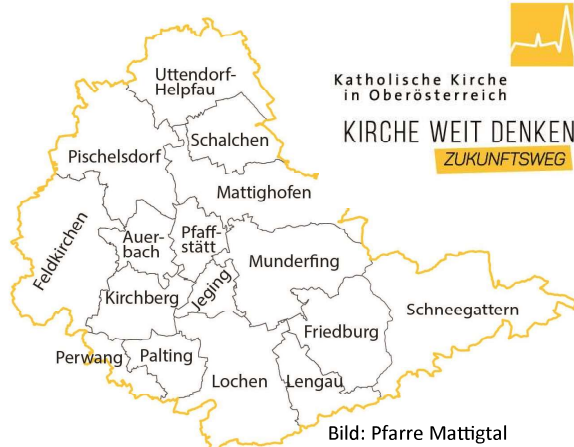 Katholische Kirche
in Oberösterreich
KIRCHE WEIT DENKEN
ZUKUNFTSWEG
Uttendorf-
Helpfau
Schalchen
Pischelsdorf
Mattighofen
Feldkirchen
Auer-
bach
Pfaff-
stätt
Munderfing
Jeging
Kirchberg
Schneegattern
Friedburg
Perwang
Palting
Lochen
Lengau
Bild: Pfarre Mattigtal